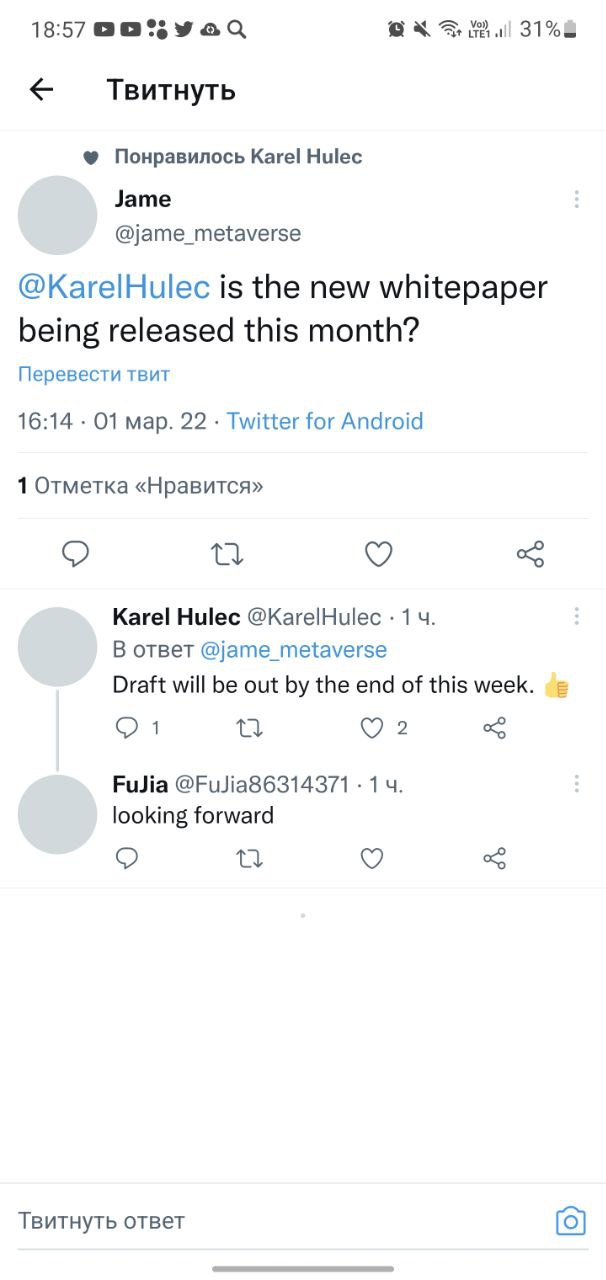 18:57
Vo))
LTE1
31%
Твитнуть
Понравилось Karel Hulec
Jame
@jame_metaverse
@KarelHulec is the new whitepaper
being released this month?
Перевести твит
16:14 · 01 мар. 22 · Twitter for Android
1 Отметка «Нравится»
Karel Hulec @KarelHulec · 1 ч.
В ответ @jame_metaverse
Draft will be out by the end of this week. 👍
1
2
FuJia @FuJia86314371 · 1 ч.
looking forward
Твитнуть ответ